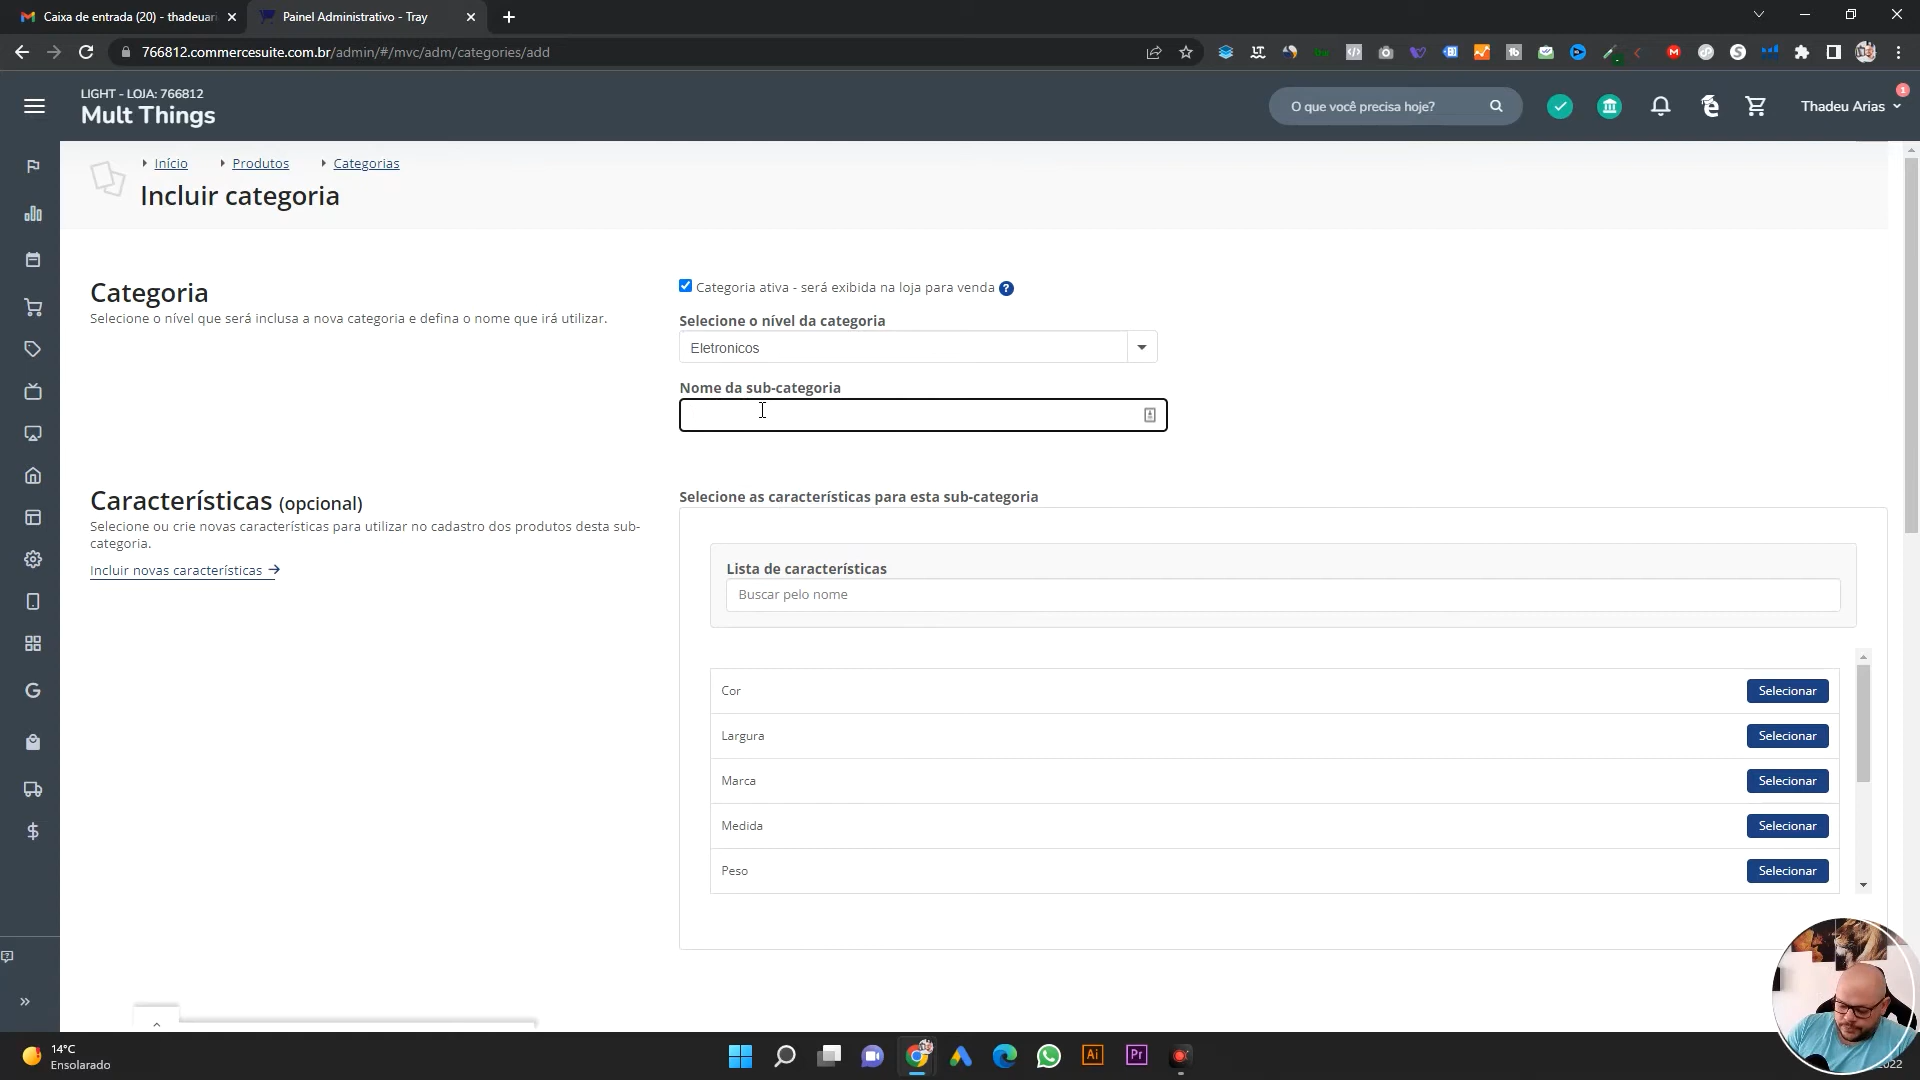 Caixa de entrada (20) - thadeuari
Painel Administrativo - Tray
766812.commercesuite.com.br/admin/#/mvc/adm/categories/add
LIGHT - LOJA: 766812
Mult Things
O que você precisa hoje?
Thadeu Arias
1
Início
Produtos
Categorias
Incluir categoria
Categoria
Selecione o nível que será inclusa a nova categoria e defina o nome que irá utilizar.
Categoria ativa - será exibida na loja para venda ?
Selecione o nível da categoria
Eletronicos
Nome da sub-categoria
Características (opcional)
Selecione ou crie novas características para utilizar no cadastro dos produtos desta sub-
categoria.
Incluir novas características
Selecione as características para esta sub-categoria
Lista de características
Buscar pelo nome
Cor Selecionar
Largura Selecionar
Marca Selecionar
Medida Selecionar
Peso Selecionar
14°C
Ensolarado
Ai
Pr